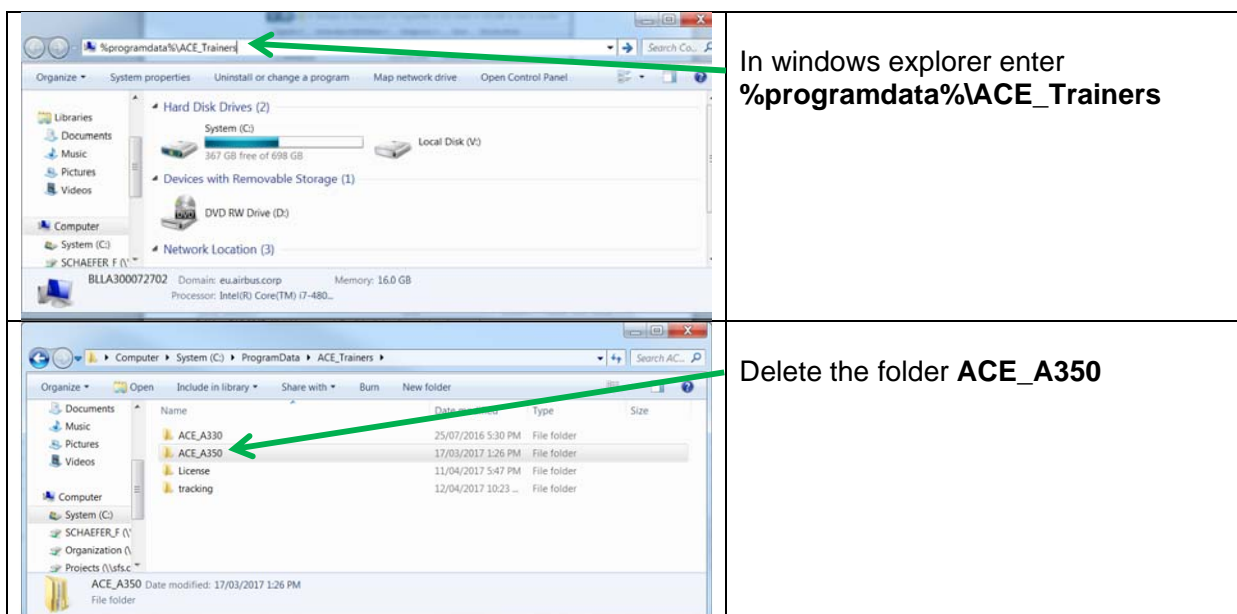 %programdata%\ACE_Trainers
Search Co...
Organize
System properties
Uninstall or change a program
Map network drive
Open Control Panel
Libraries
Documents
Music
Pictures
Videos
Computer
System (C:)
SCHAEFER F (\\
Hard Disk Drives (2)
System (C:)
367 GB free of 698 GB
Local Disk (V:)
Devices with Removable Storage (1)
DVD
DVD RW Drive (D:)
Network Location (3)
BLLA300072702 Domain: eu.airbus.corp Memory: 16.0 GB
Processor: Intel(R) Core(TM) i7-480...
In windows explorer enter
%programdata%\ACE_Trainers
Computer ▸ System (C:) ▸ ProgramData ▸ ACE_Trainers ▸
Search AC...
Organize
Open
Include in library
Share with
Burn
New folder
Documents
Music
Pictures
Videos
Computer
System (C:)
SCHAEFER_F (\\
Organization (\
Projects (\\sfs.c
Name Date modified Type Size
ACE_A330 25/07/2016 5:30 PM File folder
ACE_A350 17/03/2017 1:26 PM File folder
License 11/04/2017 5:47 PM File folder
tracking 12/04/2017 10:23 ... File folder
ACE_A350 Date modified: 17/03/2017 1:26 PM
File folder
Delete the folder ACE_A350